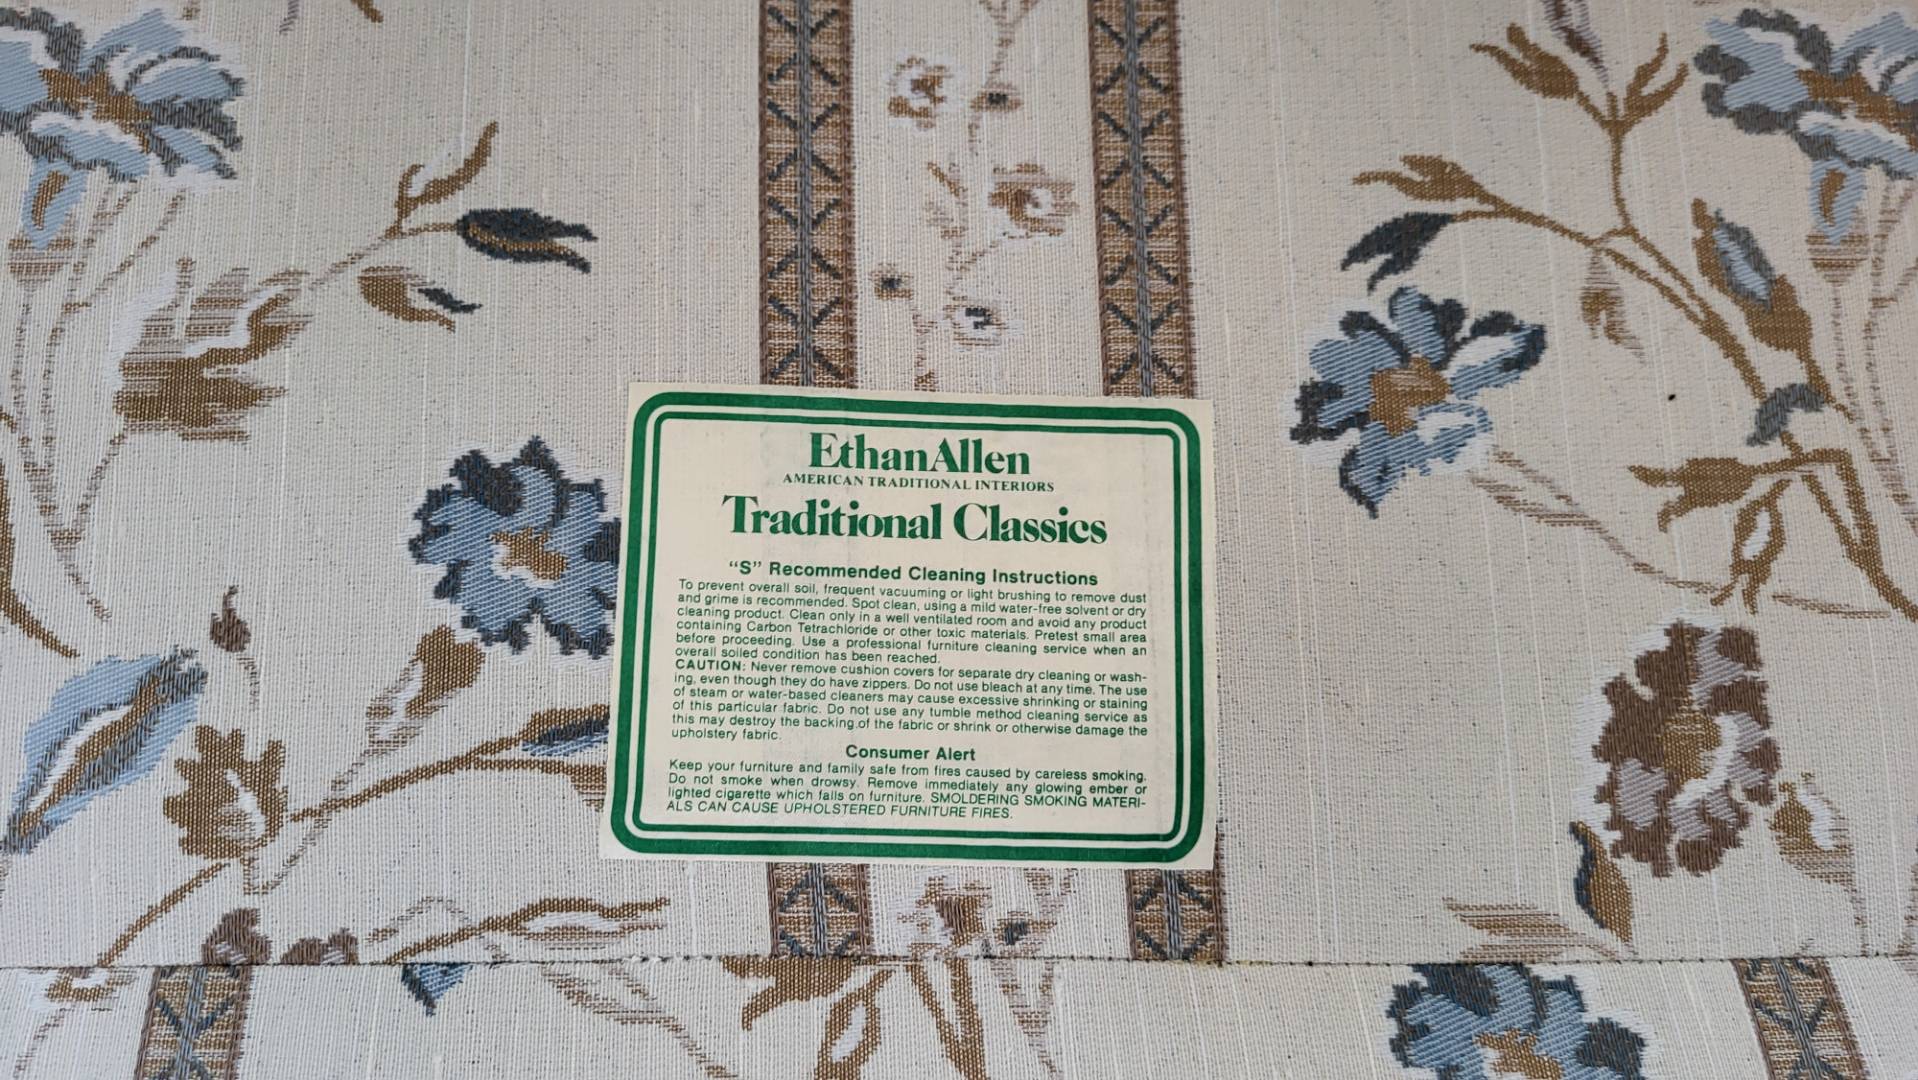 EthanAllen
AMERICAN TRADITIONAL INTERIORS
Traditional Classics
“S” Recommended Cleaning Instructions
To prevent overall soil, frequent vacuuming or light brushing to remove dust
and grime is recommended. Spot clean, using a mild water-free solvent or dry
cleaning product. Clean only in a well ventilated room and avoid any product
containing Carbon Tetrachloride or other toxic materials. Pretest small area
before proceeding. Use a professional furniture cleaning service when an
overall soiled condition has been reached.
CAUTION: Never remove cushion covers for separate dry cleaning or wash-
ing, even though they do have zippers. Do not use bleach at any time. The use
of steam or water-based cleaners may cause excessive shrinking or staining
of this particular fabric. Do not use any tumble method cleaning service as
this may destroy the backing of the fabric or shrink or otherwise damage the
upholstery fabric.
Consumer Alert
Keep your furniture and family safe from fires caused by careless smoking.
Do not smoke when drowsy. Remove immediately any glowing ember or
lighted cigarette which falls on furniture. SMOLDERING SMOKING MATERI-
ALS CAN CAUSE UPHOLSTERED FURNITURE FIRES.